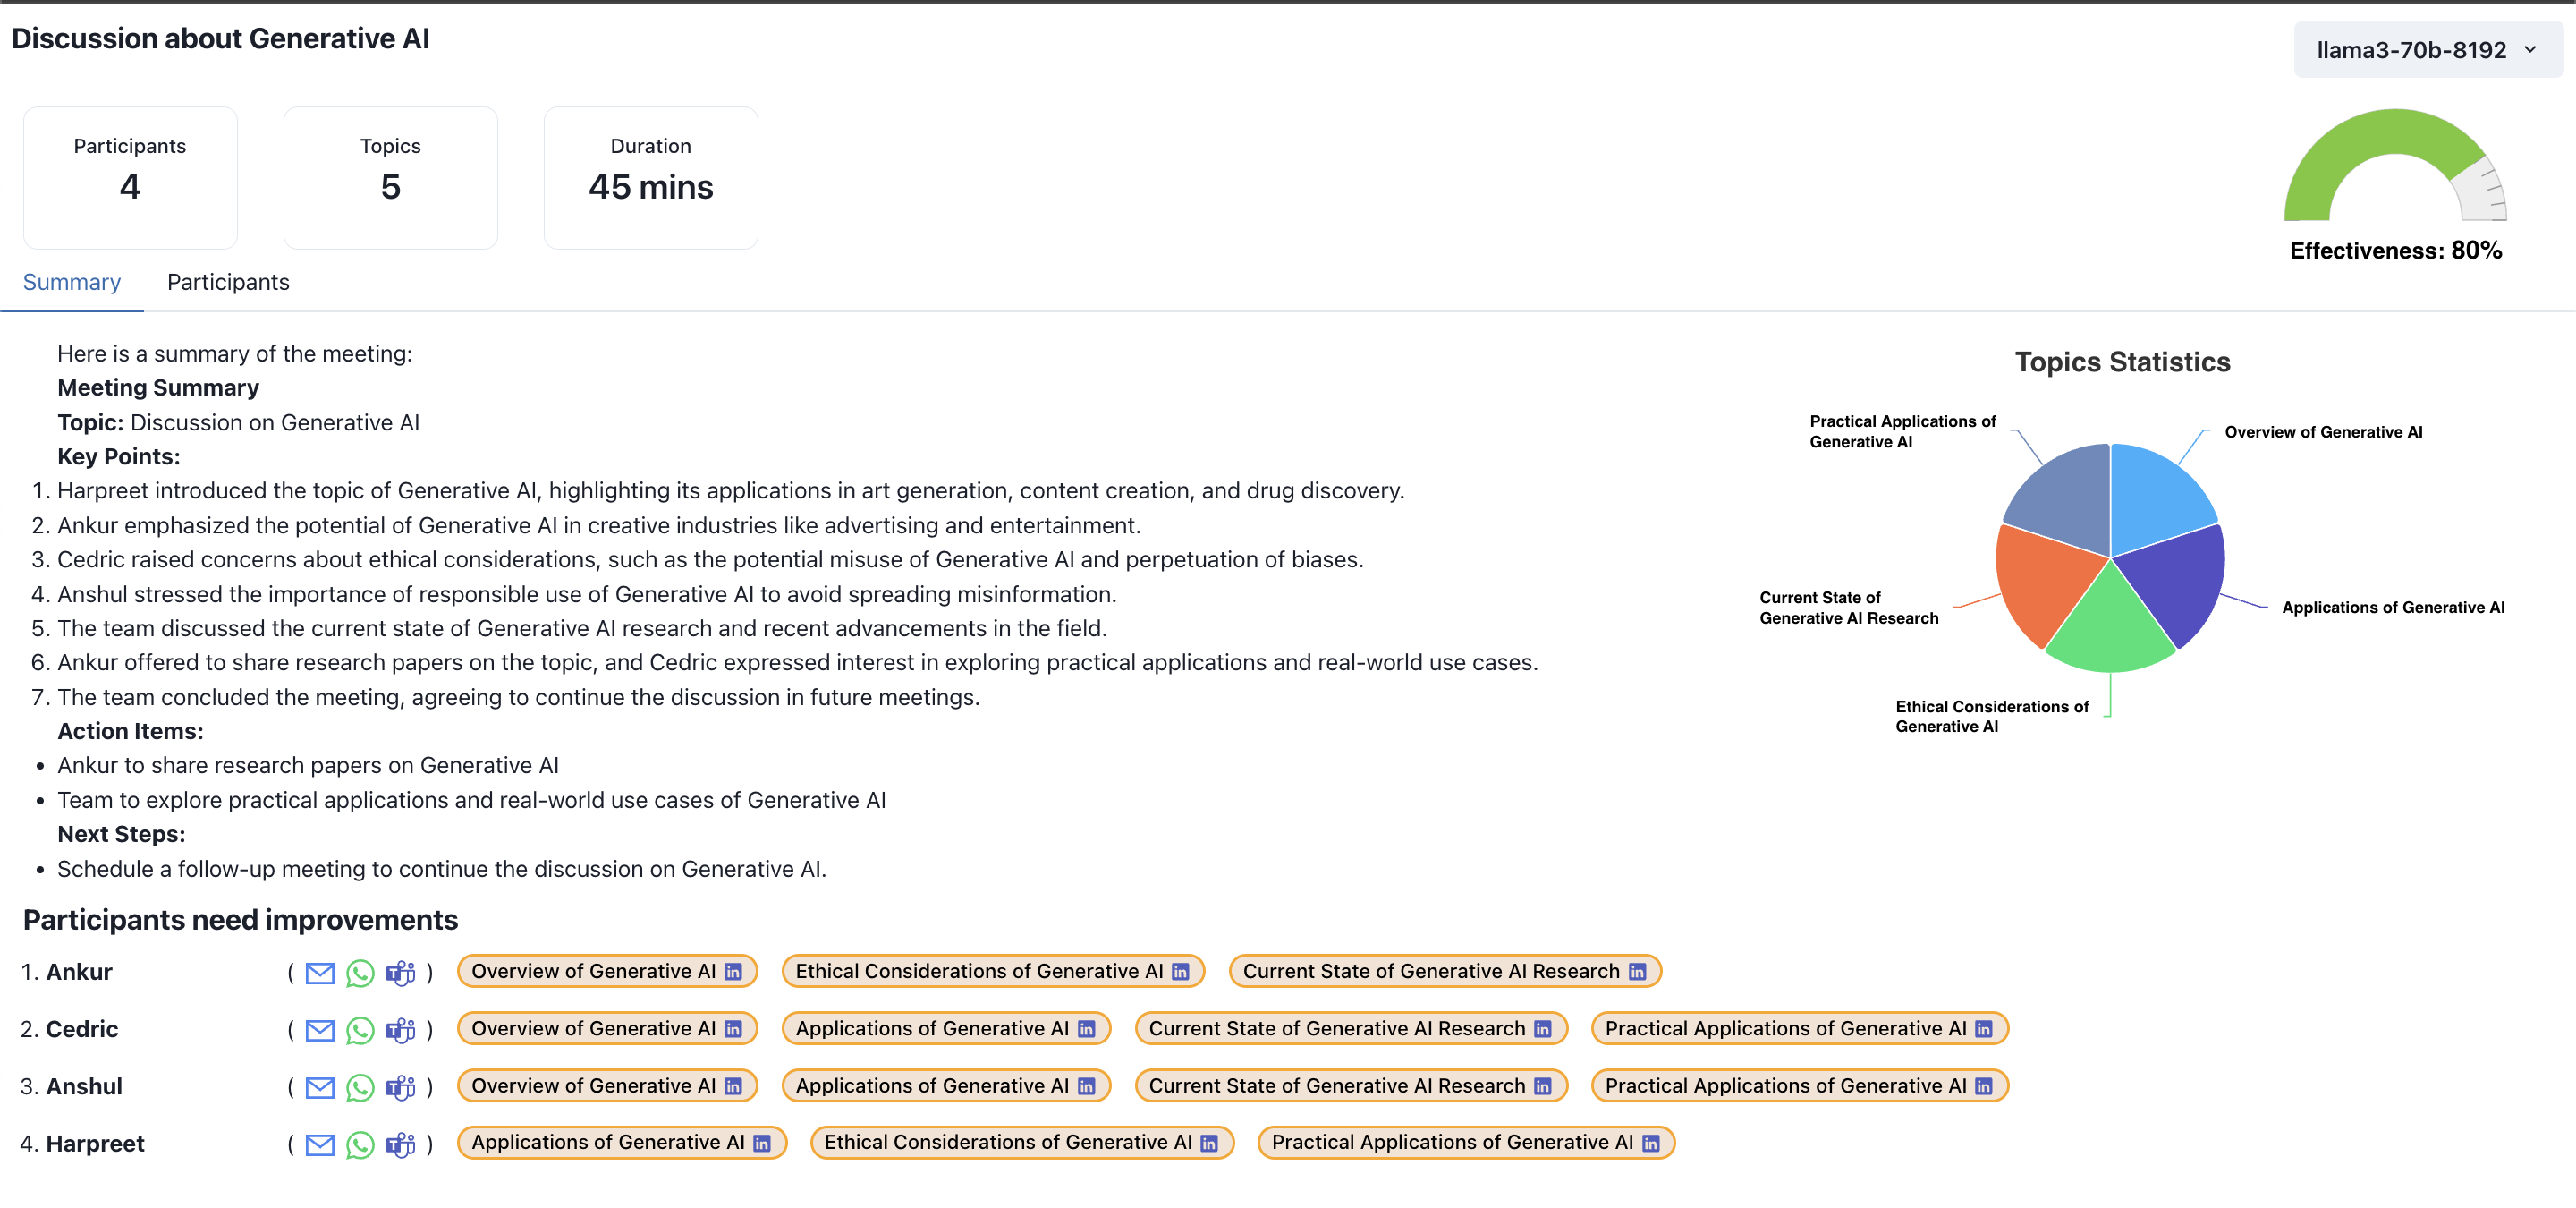 Discussion about Generative AI
llama3-70b-8192
Participants
4
Topics
5
Duration
45 mins
Effectiveness: 80%
Summary
Participants
Here is a summary of the meeting:
Meeting Summary
Topic: Discussion on Generative AI
Key Points:
1. Harpreet introduced the topic of Generative AI, highlighting its applications in art generation, content creation, and drug discovery.
2. Ankur emphasized the potential of Generative AI in creative industries like advertising and entertainment.
3. Cedric raised concerns about ethical considerations, such as the potential misuse of Generative AI and perpetuation of biases.
4. Anshul stressed the importance of responsible use of Generative AI to avoid spreading misinformation.
5. The team discussed the current state of Generative AI research and recent advancements in the field.
6. Ankur offered to share research papers on the topic, and Cedric expressed interest in exploring practical applications and real-world use cases.
7. The team concluded the meeting, agreeing to continue the discussion in future meetings.
Action Items:
• Ankur to share research papers on Generative AI
• Team to explore practical applications and real-world use cases of Generative AI
Next Steps:
• Schedule a follow-up meeting to continue the discussion on Generative AI.
Topics Statistics
Practical Applications of
Generative AI
Overview of Generative AI
Current State of
Generative AI Research
Applications of Generative AI
Ethical Considerations of
Generative AI
Participants need improvements
1. Ankur ( ) Overview of Generative AI in Ethical Considerations of Generative AI in Current State of Generative AI Research in
2. Cedric ( ) Overview of Generative AI in Applications of Generative AI in Current State of Generative AI Research in Practical Applications of Generative AI in
3. Anshul ( ) Overview of Generative AI in Applications of Generative AI in Current State of Generative AI Research in Practical Applications of Generative AI in
4. Harpreet ( ) Applications of Generative AI in Ethical Considerations of Generative AI in Practical Applications of Generative AI in